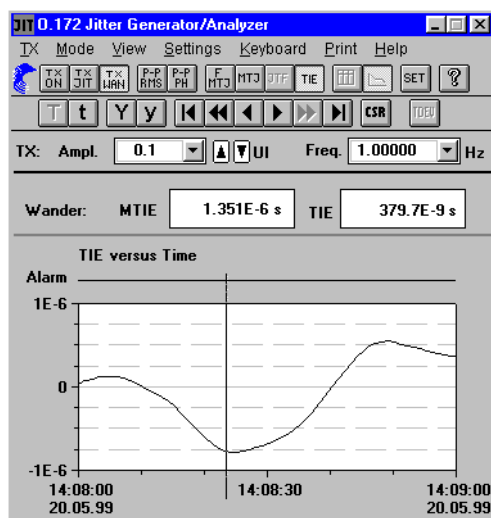 JIT O.172 Jitter Generator/Analyzer
TX Mode View Settings Keyboard Print Help
TX ON TX JIT TX WAN P-P RMS P-P PH F MTJ MTJ JTF TIE SET ?
T t Y y CSR TDEV
TX: Ampl. 0.1 UI Freq. 1.00000 Hz
Wander: MTIE 1.351E-6 s TIE 379.7E-9 s
TIE versus Time
Alarm
1E-6
0
-1E-6
14:08:00 14:08:30 14:09:00
20.05.99 20.05.99